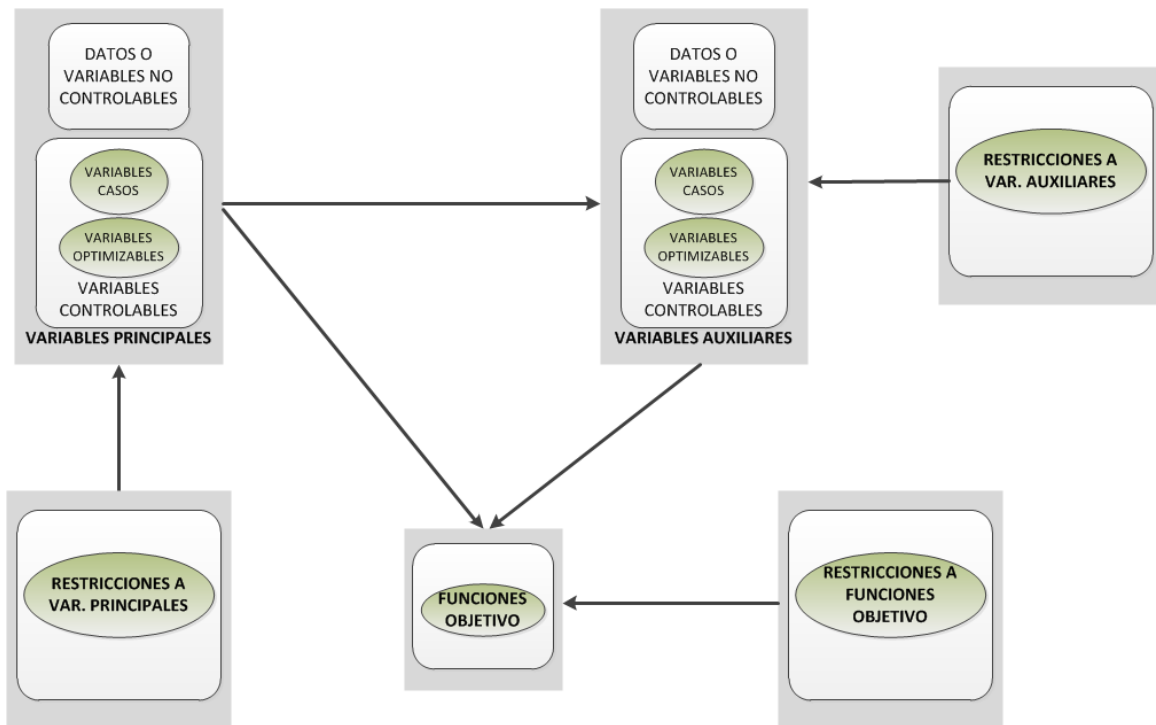 DATOS O
VARIABLES NO
CONTROLABLES
VARIABLES
CASOS
VARIABLES
OPTIMIZABLES
VARIABLES
CONTROLABLES
VARIABLES PRINCIPALES
DATOS O
VARIABLES NO
CONTROLABLES
VARIABLES
CASOS
VARIABLES
OPTIMIZABLES
VARIABLES
CONTROLABLES
VARIABLES AUXILIARES
RESTRICCIONES A
VAR. AUXILIARES
RESTRICCIONES A
VAR. PRINCIPALES
FUNCIONES
OBJETIVO
RESTRICCIONES A
FUNCIONES
OBJETIVO